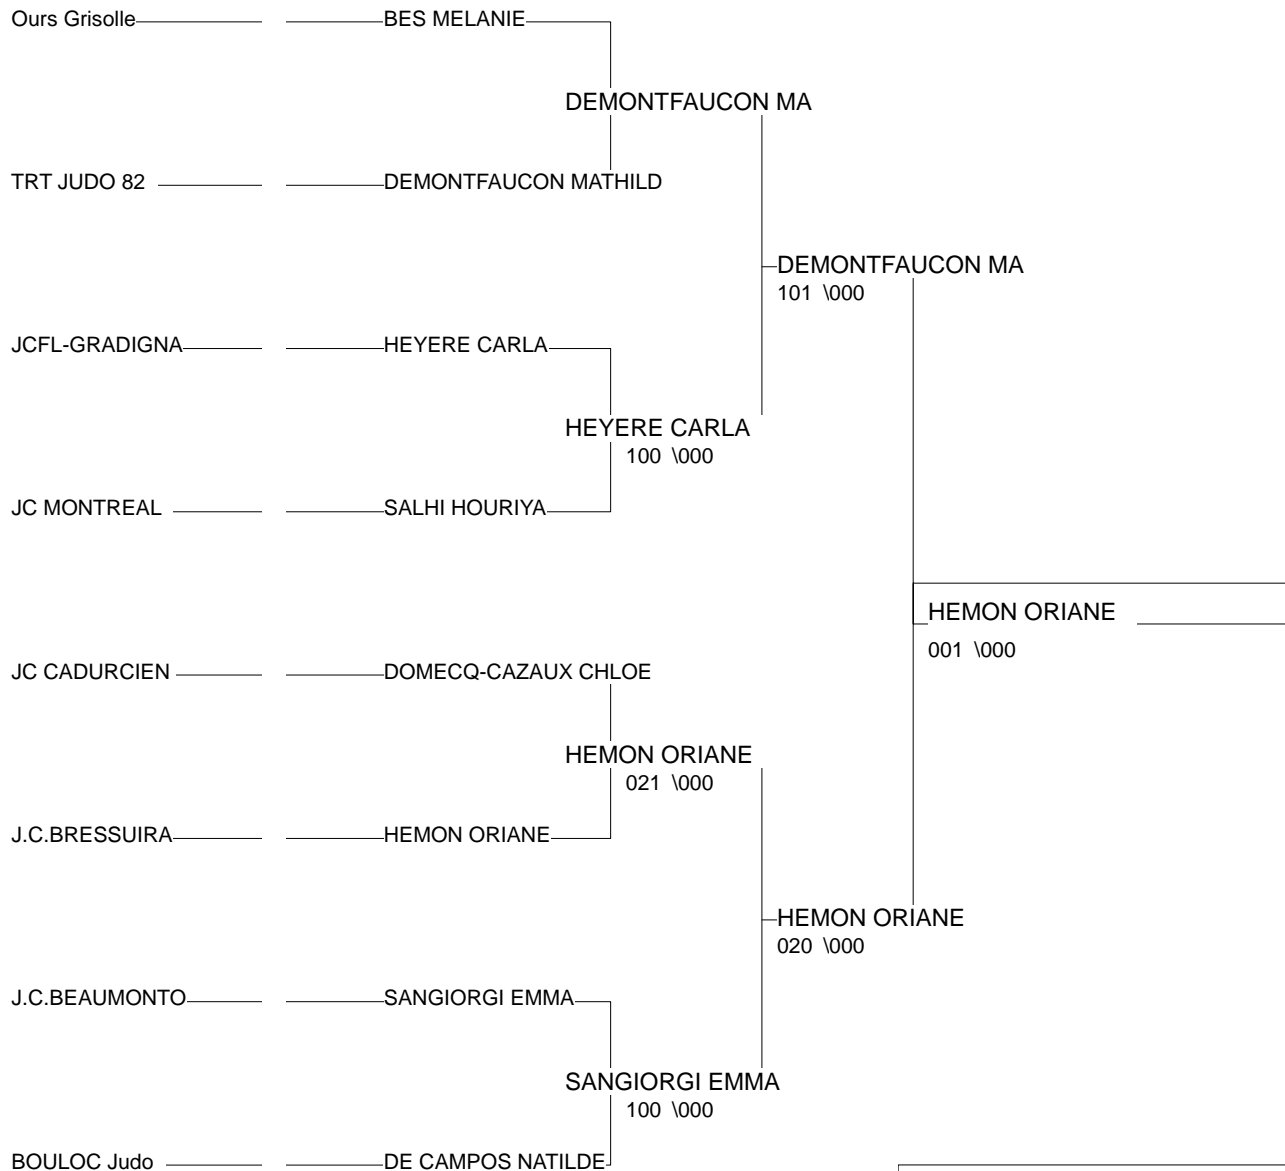 Ours Grisolle BES MELANIE
DEMONTFAUCON MA
TRT JUDO 82 DEMONTFAUCON MATHILD
DEMONTFAUCON MA
101 \000
JCFL-GRADIGNA HEYERE CARLA
HEYERE CARLA
100 \000
JC MONTREAL SALHI HOURIYA
HEMON ORIANE
001 \000
JC CADURCIEN DOMECQ-CAZAUX CHLOE
HEMON ORIANE
021 \000
J.C.BRESSUIRA HEMON ORIANE
HEMON ORIANE
020 \000
J.C.BEAUMONTO SANGIORGI EMMA
SANGIORGI EMMA
100 \000
BOULOC Judo DE CAMPOS NATILDE